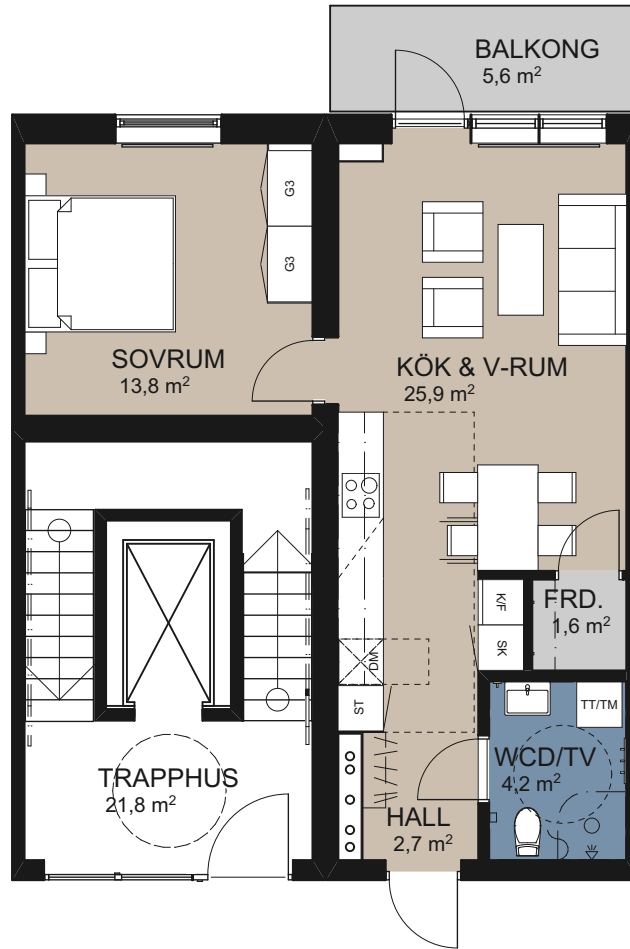 BALKONG
5,6 m²
G3
G3
SOVRUM
13,8 m²
KÖK & V-RUM
25,9 m²
K/F
SK
FRD.
1,6 m²
DM
ST
TT/TM
WCD/TV
4,2 m²
TRAPPHUS
21,8 m²
HALL
2,7 m²